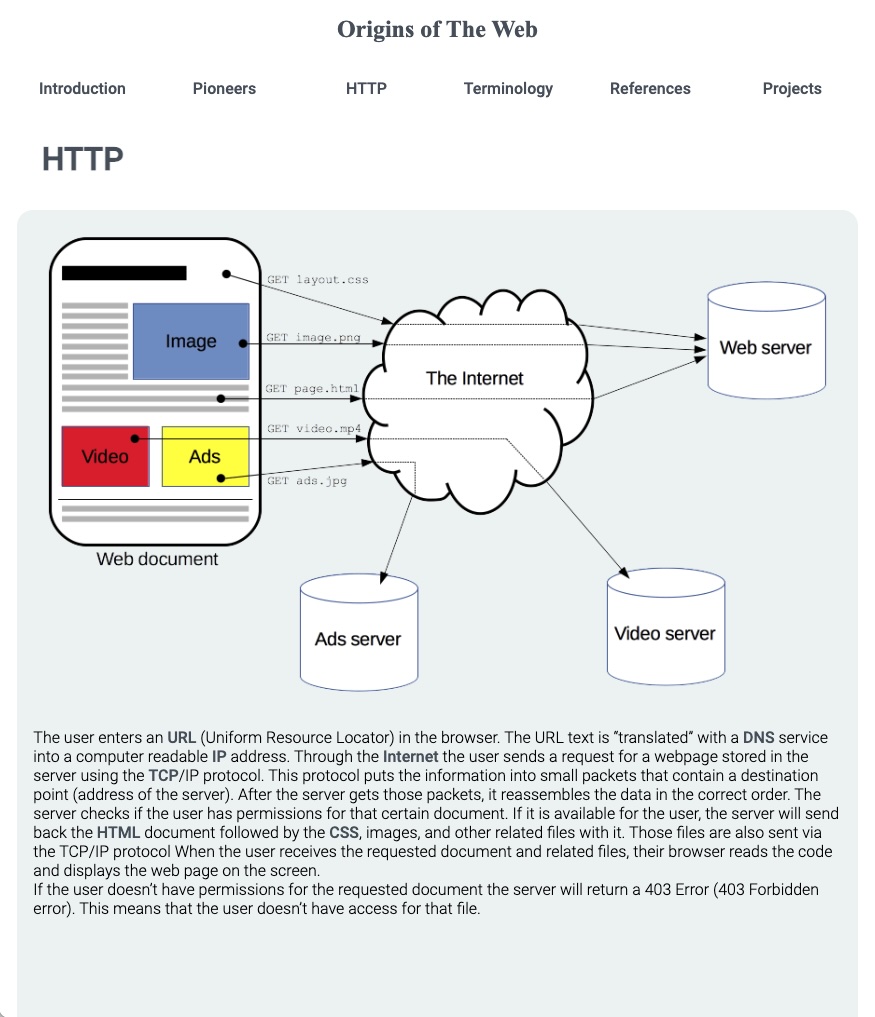 Origins of The Web
Introduction Pioneers HTTP Terminology References Projects
HTTP
GET layout.css
Image
GET image.png
Web server
The Internet
GET page.html
GET video.mp4
Video
Ads
GET ads.jpg
Web document
Ads server
Video server
The user enters an URL (Uniform Resource Locator) in the browser. The URL text is “translated” with a DNS service
into a computer readable IP address. Through the Internet the user sends a request for a webpage stored in the
server using the TCP/IP protocol. This protocol puts the information into small packets that contain a destination
point (address of the server). After the server gets those packets, it reassembles the data in the correct order. The
server checks if the user has permissions for that certain document. If it is available for the user, the server will send
back the HTML document followed by the CSS, images, and other related files with it. Those files are also sent via
the TCP/IP protocol When the user receives the requested document and related files, their browser reads the code
and displays the web page on the screen.
If the user doesn’t have permissions for the requested document the server will return a 403 Error (403 Forbidden
error). This means that the user doesn’t have access for that file.